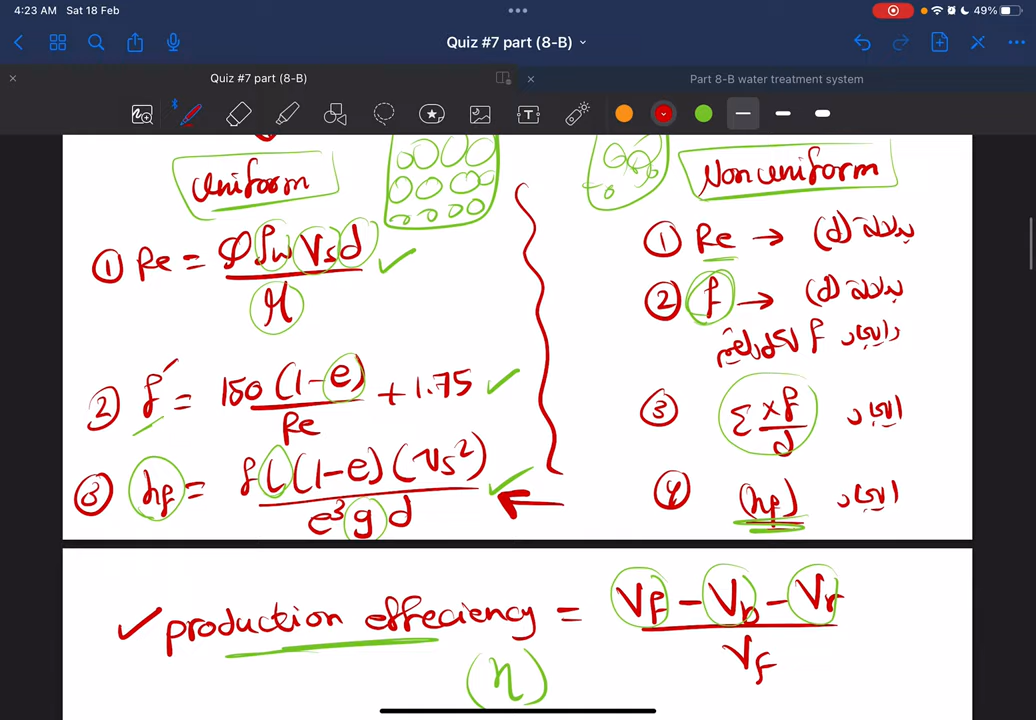 4:23 AM Sat 18 Feb
49%
Quiz #7 part (8-B)
Quiz #7 part (8-B)
Part 8-B water treatment system
Uniform
① Re = φ ρw Vs d / μ
② f' = 150 (1-e) / Re + 1.75
③ hf = f L (1-e) (Vs²) / e³ g d
Nonuniform
① Re → (d) بدلالة
② f → (d) بدلالة
f
③ Σ xf / d ايجاد
④ (hf) ايجاد
✓ production effeciency = Vf - Vb - Vr / Vf
(η)